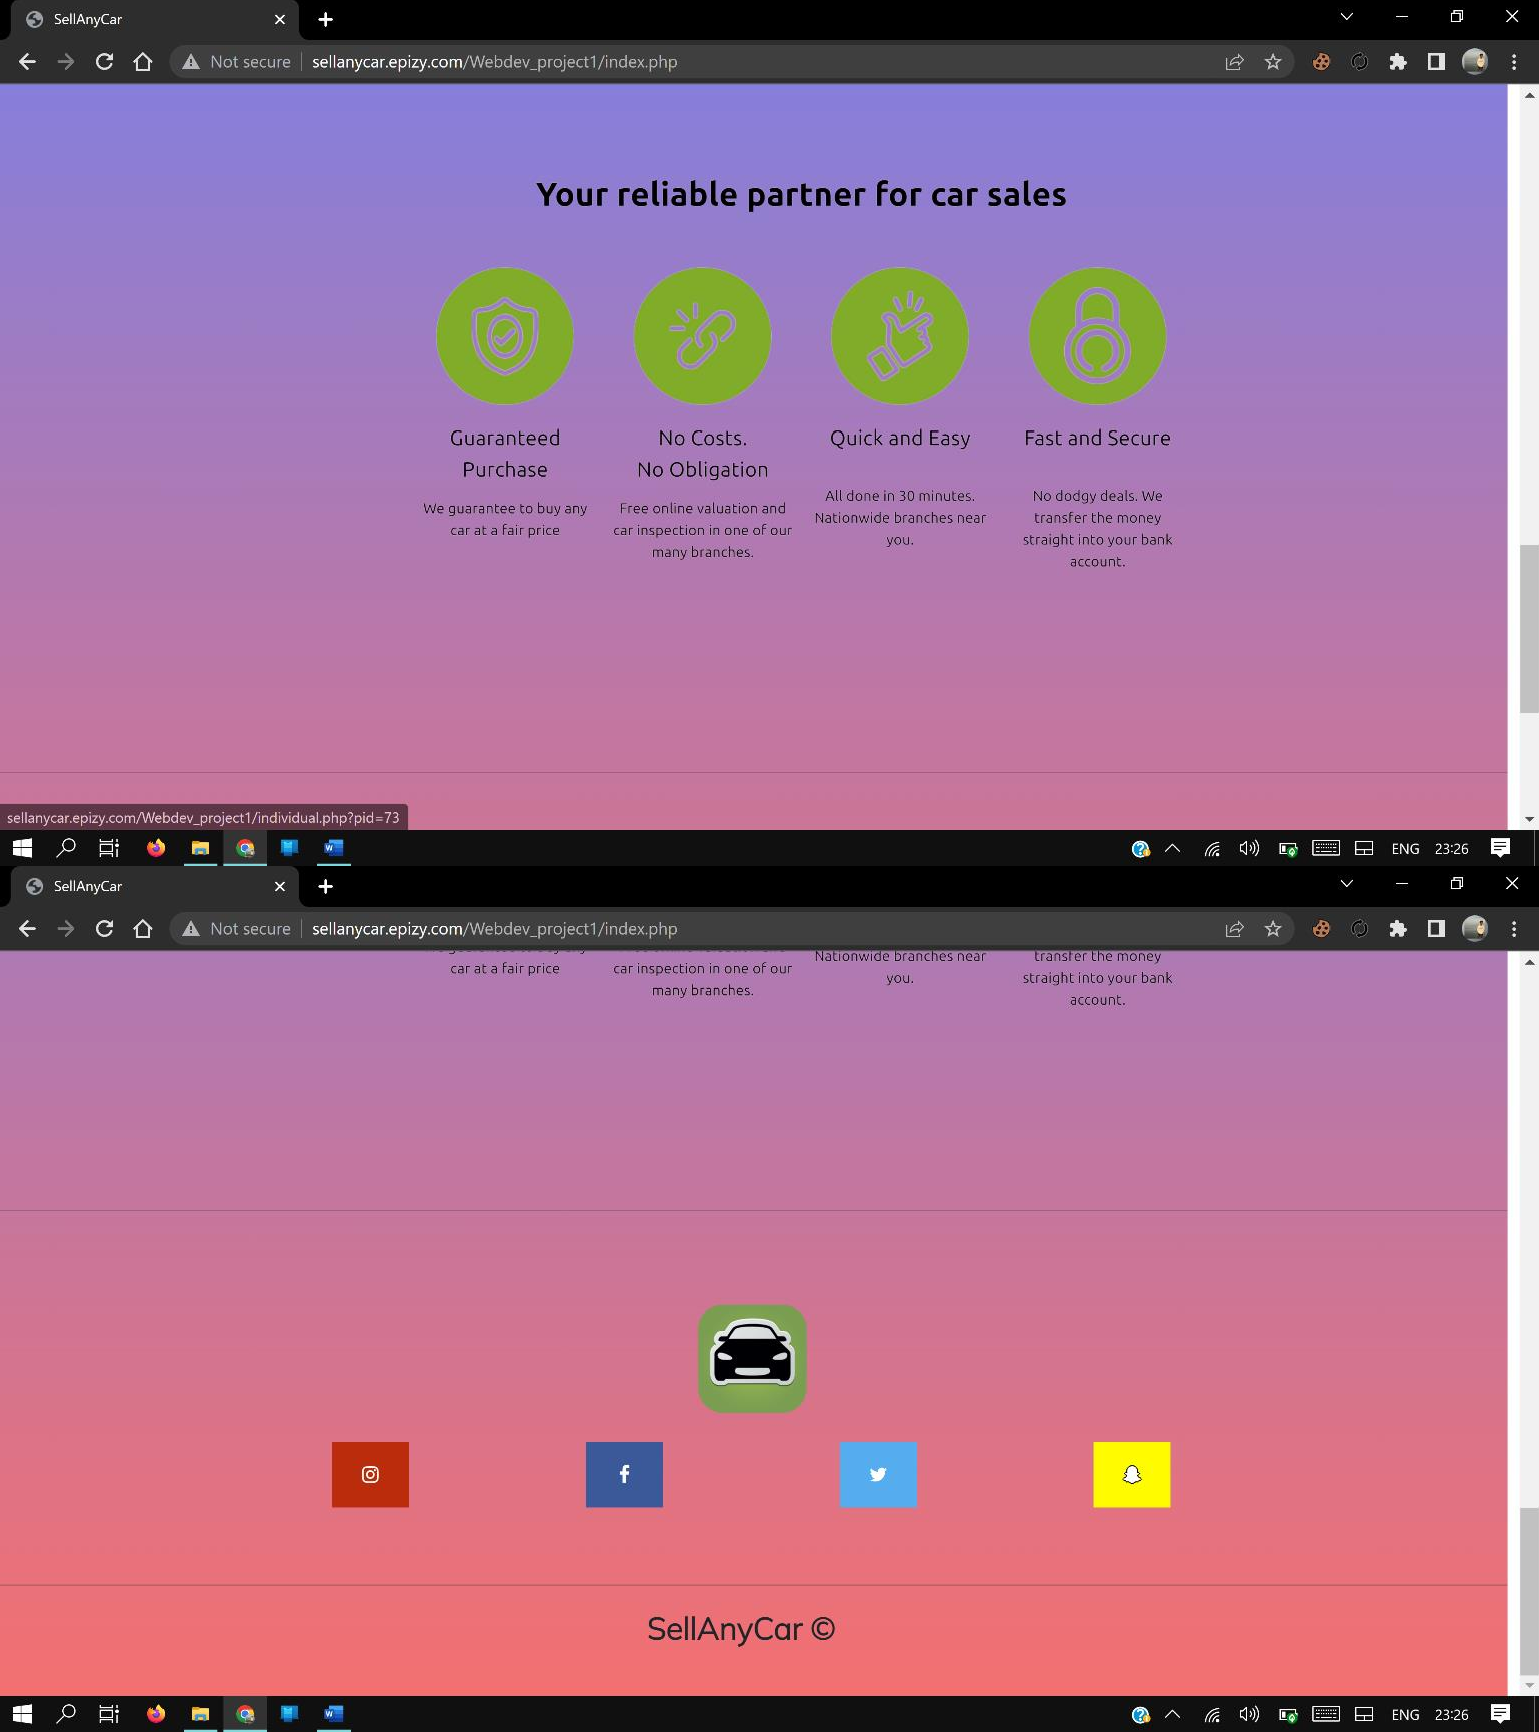 SellAnyCar
Not secure sellanycar.epizy.com/Webdev_project1/index.php
Your reliable partner for car sales
Guaranteed
Purchase
We guarantee to buy any
car at a fair price
No Costs.
No Obligation
Free online valuation and
car inspection in one of our
many branches.
Quick and Easy
All done in 30 minutes.
Nationwide branches near
you.
Fast and Secure
No dodgy deals. We
transfer the money
straight into your bank
account.
sellanycar.epizy.com/Webdev_project1/individual.php?pid=73
ENG 23:26
SellAnyCar
Not secure sellanycar.epizy.com/Webdev_project1/index.php
car at a fair price
car inspection in one of our
many branches.
Nationwide branches near
you.
transfer the money
straight into your bank
account.
SellAnyCar ©
ENG 23:26